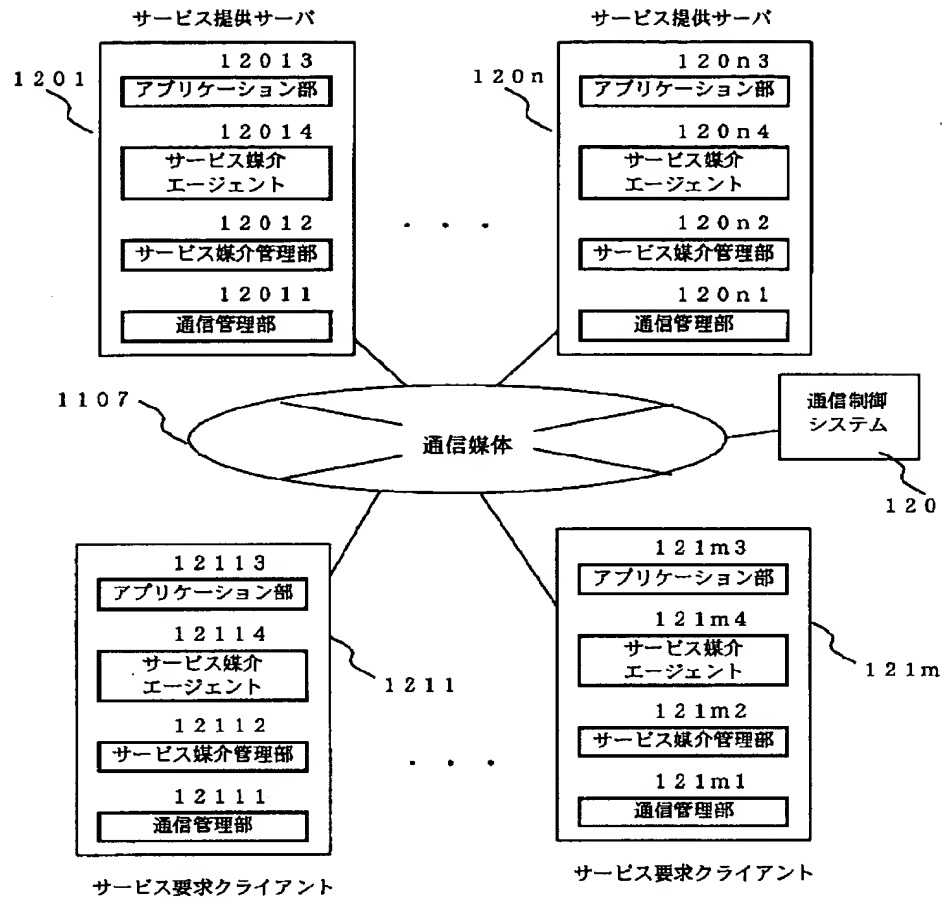 サービス提供サーバ
サービス提供サーバ
1201
12013
アプリケーション部
12014
サービス媒介
エージェント
12012
サービス媒介管理部
12011
通信管理部
・・・
120n
120n3
アプリケーション部
120n4
サービス媒介
エージェント
120n2
サービス媒介管理部
120n1
通信管理部
1107
通信媒体
通信制御
システム
120
12113
アプリケーション部
12114
サービス媒介
エージェント
1211
12112
サービス媒介管理部
12111
通信管理部
サービス要求クライアント
・・・
121m3
アプリケーション部
121m4
サービス媒介
エージェント
121m
121m2
サービス媒介管理部
121m1
通信管理部
サービス要求クライアント